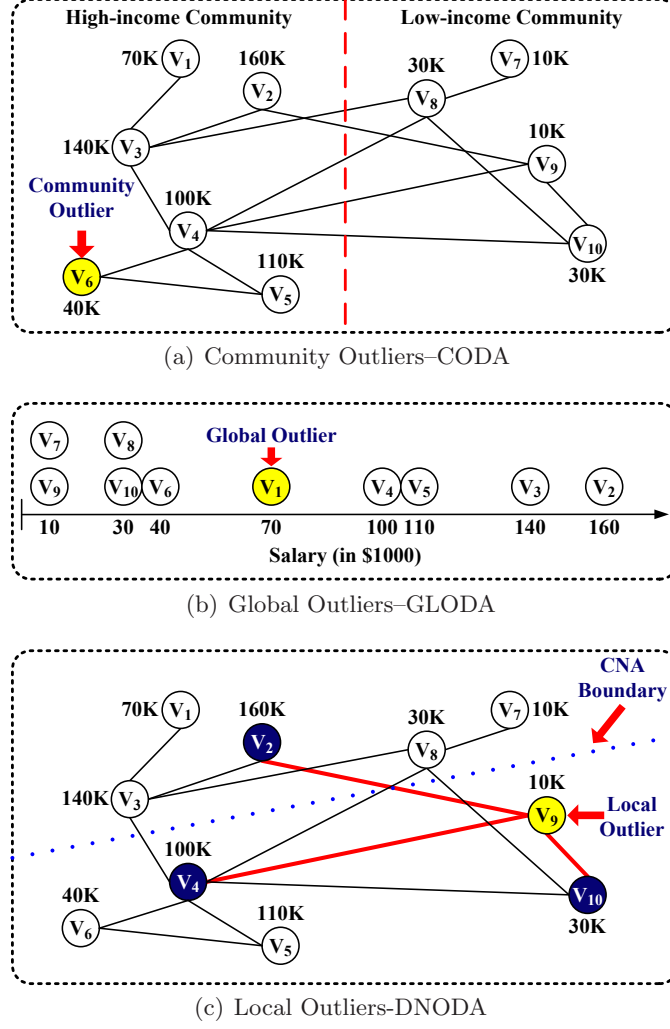 High-income Community
Low-income Community
70K V1
160K V2
30K V8
V7 10K
140K V3
10K V9
Community
Outlier
100K V4
V10 30K
V6 40K
110K V5
(a) Community Outliers–CODA
V7 V8
Global Outlier
V9 V10 V6 V1 V4 V5 V3 V2
10 30 40 70 100 110 140 160
Salary (in $1000)
(b) Global Outliers–GLODA
CNA
Boundary
70K V1
160K V2
30K V8
V7 10K
140K V3
10K V9
Local
Outlier
100K V4
V10 30K
40K V6
110K V5
(c) Local Outliers-DNODA